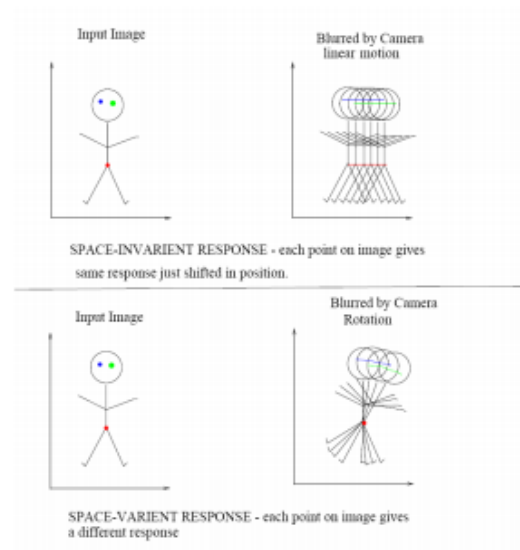 Input Image
Blurred by Camera
linear motion
SPACE-INVARIENT RESPONSE - each point on image gives
same response just shifted in position.
Input Image
Blurred by Camera
Rotation
SPACE-VARIENT RESPONSE - each point on image gives
a different response